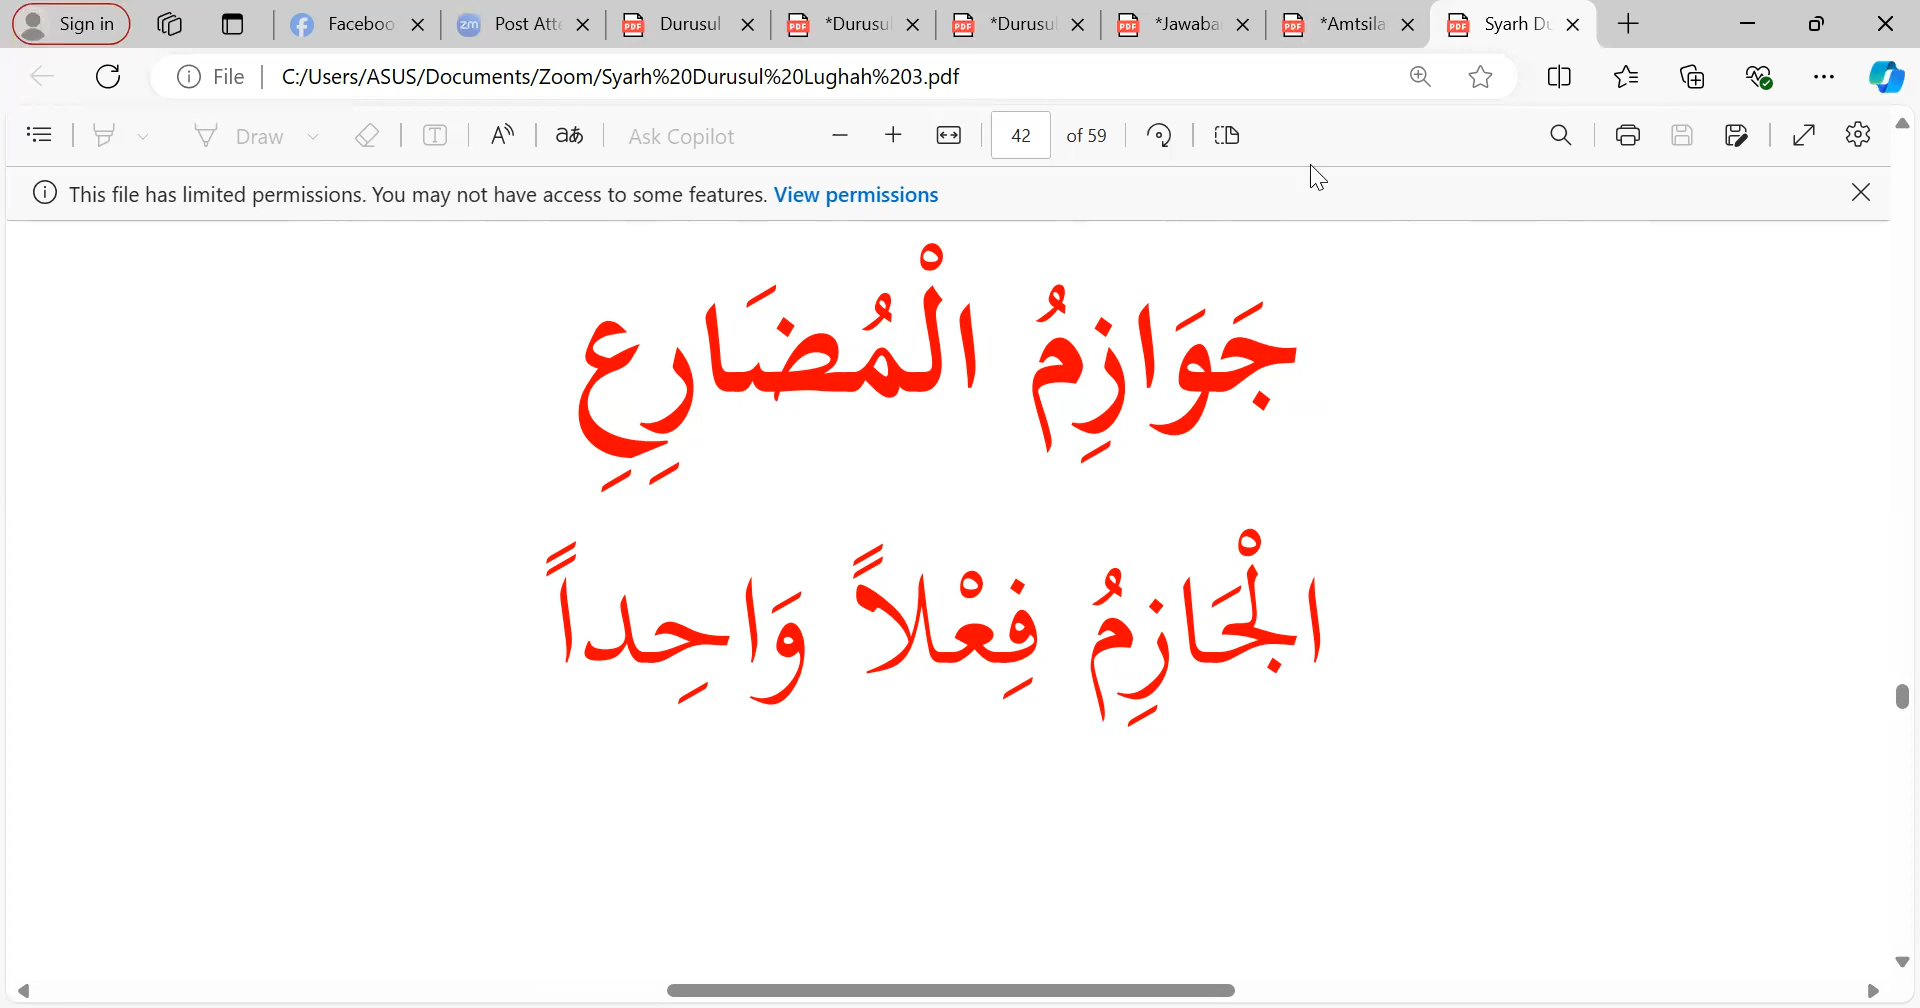 Sign in
Faceboo
Post Atte
Durusul
*Durusul
*Durusul
*Jawaba
*Amtsila
Syarh Du
File
C:/Users/ASUS/Documents/Zoom/Syarh%20Durusul%20Lughah%203.pdf
Draw
Ask Copilot
42 of 59
This file has limited permissions. You may not have access to some features. View permissions
جَوَازِمُ الْمُضَارِعِ
الْجَازِمُ فِعْلاً وَاحِداً